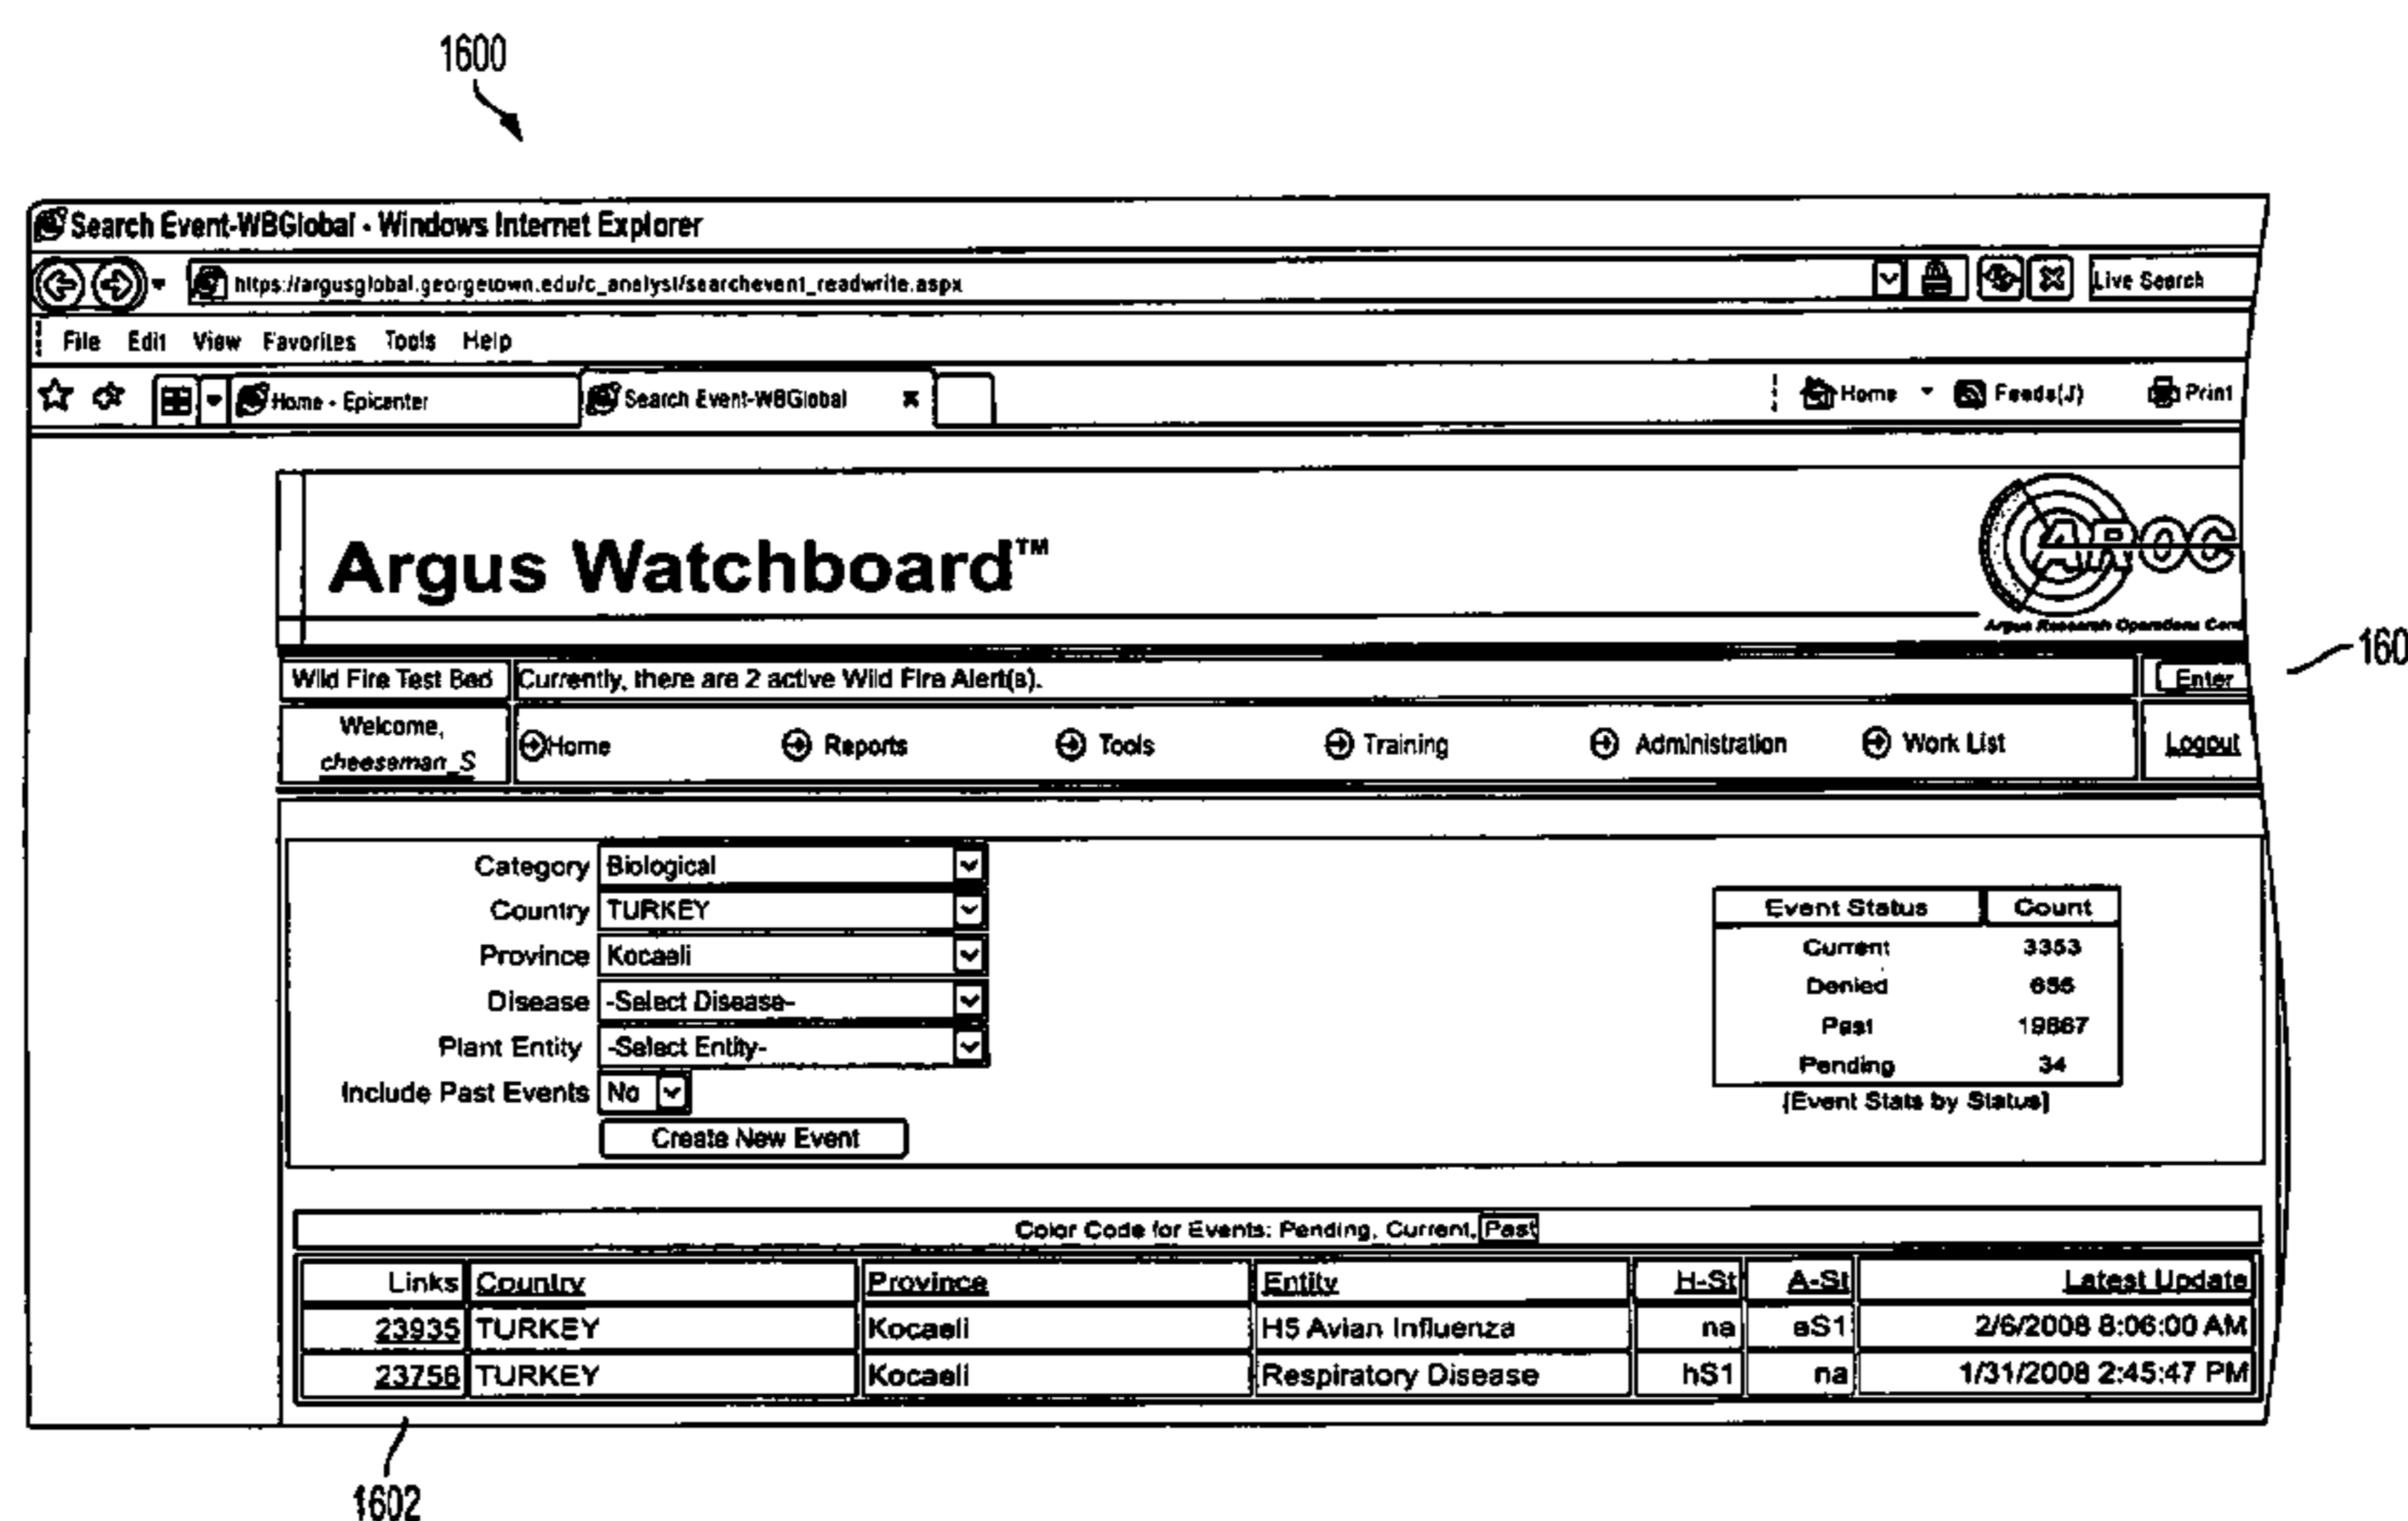 1600
Search Event-WBGlobal - Windows Internet Explorer
https://argusglobal.georgetown.edu/c_analyst/searchevent_readwrite.aspx
Live Search
File Edit View Favorites Tools Help
Home - Epicenter
Search Event-WBGlobal
Home
Feeds(J)
Print
Argus Watchboard™
AROC
Argus Research Operations Cent
160
Wild Fire Test Bed
Currently, there are 2 active Wild Fire Alert(s).
Enter
Welcome,
cheeseman_S
Home Reports Tools Training Administration Work List
Logout
Category Biological
Country TURKEY
Province Kocaeli
Disease -Select Disease-
Plant Entity -Select Entity-
Include Past Events No
Create New Event
Event Status Count
Current 3353
Denied
Past
Pending 34
[Event Stats by Status]
Color Code for Events: Pending, Current, Past
Links Country Province Entity H-St A-St Latest Update
23935 TURKEY Kocaeli H5 Avian Influenza na aS1 2/6/2008 8:06:00 AM
TURKEY Kocaeli Respiratory Disease hS1 na 1/31/2008 2:45:47 PM
1602